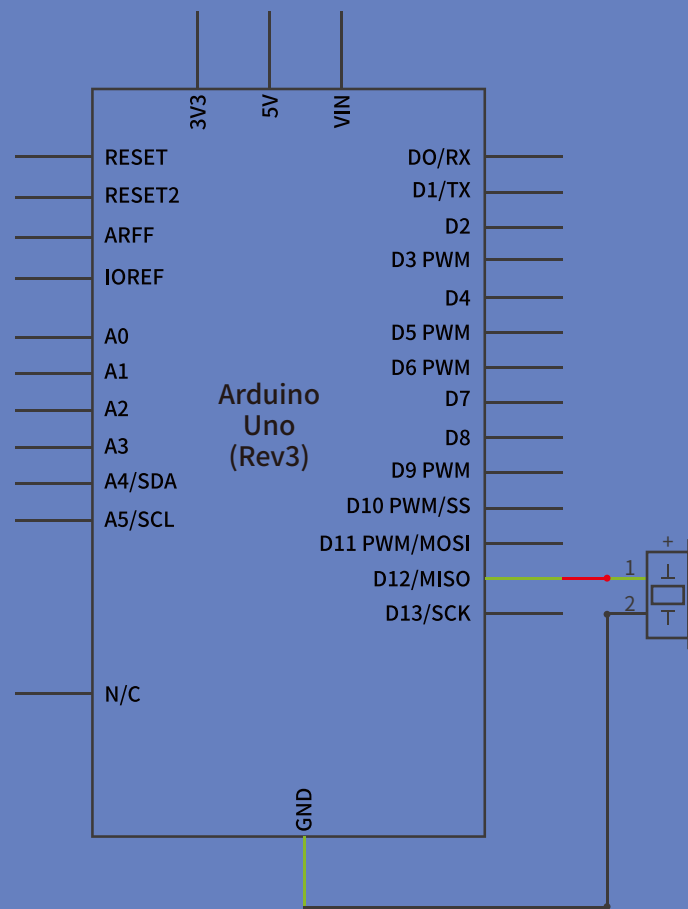 3V3
5V
VIN
RESET
RESET2
ARFF
IOREF
A0
A1
A2
A3
A4/SDA
A5/SCL
N/C
Arduino
Uno
(Rev3)
DO/RX
D1/TX
D2
D3 PWM
D4
D5 PWM
D6 PWM
D7
D8
D9 PWM
D10 PWM/SS
D11 PWM/MOSI
D12/MISO
D13/SCK
GND
+
1
2